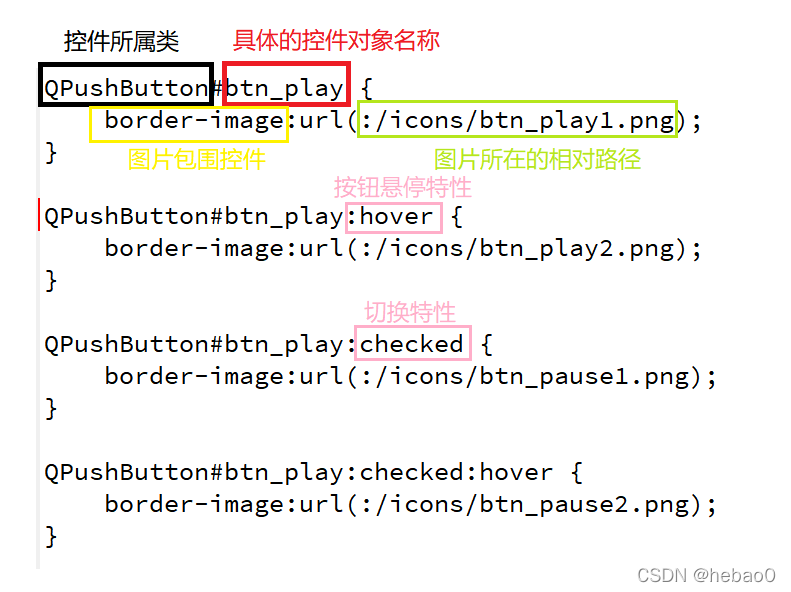 控件所属类 具体的控件对象名称
QPushButton#btn_play {
border-image:url(:/icons/btn_play1.png);
} 图片包围控件 图片所在的相对路径
按钮悬停特性
QPushButton#btn_play:hover {
border-image:url(:/icons/btn_play2.png);
}
切换特性
QPushButton#btn_play:checked {
border-image:url(:/icons/btn_pause1.png);
}
QPushButton#btn_play:checked:hover {
border-image:url(:/icons/btn_pause2.png);
}
CSDN @hebao0